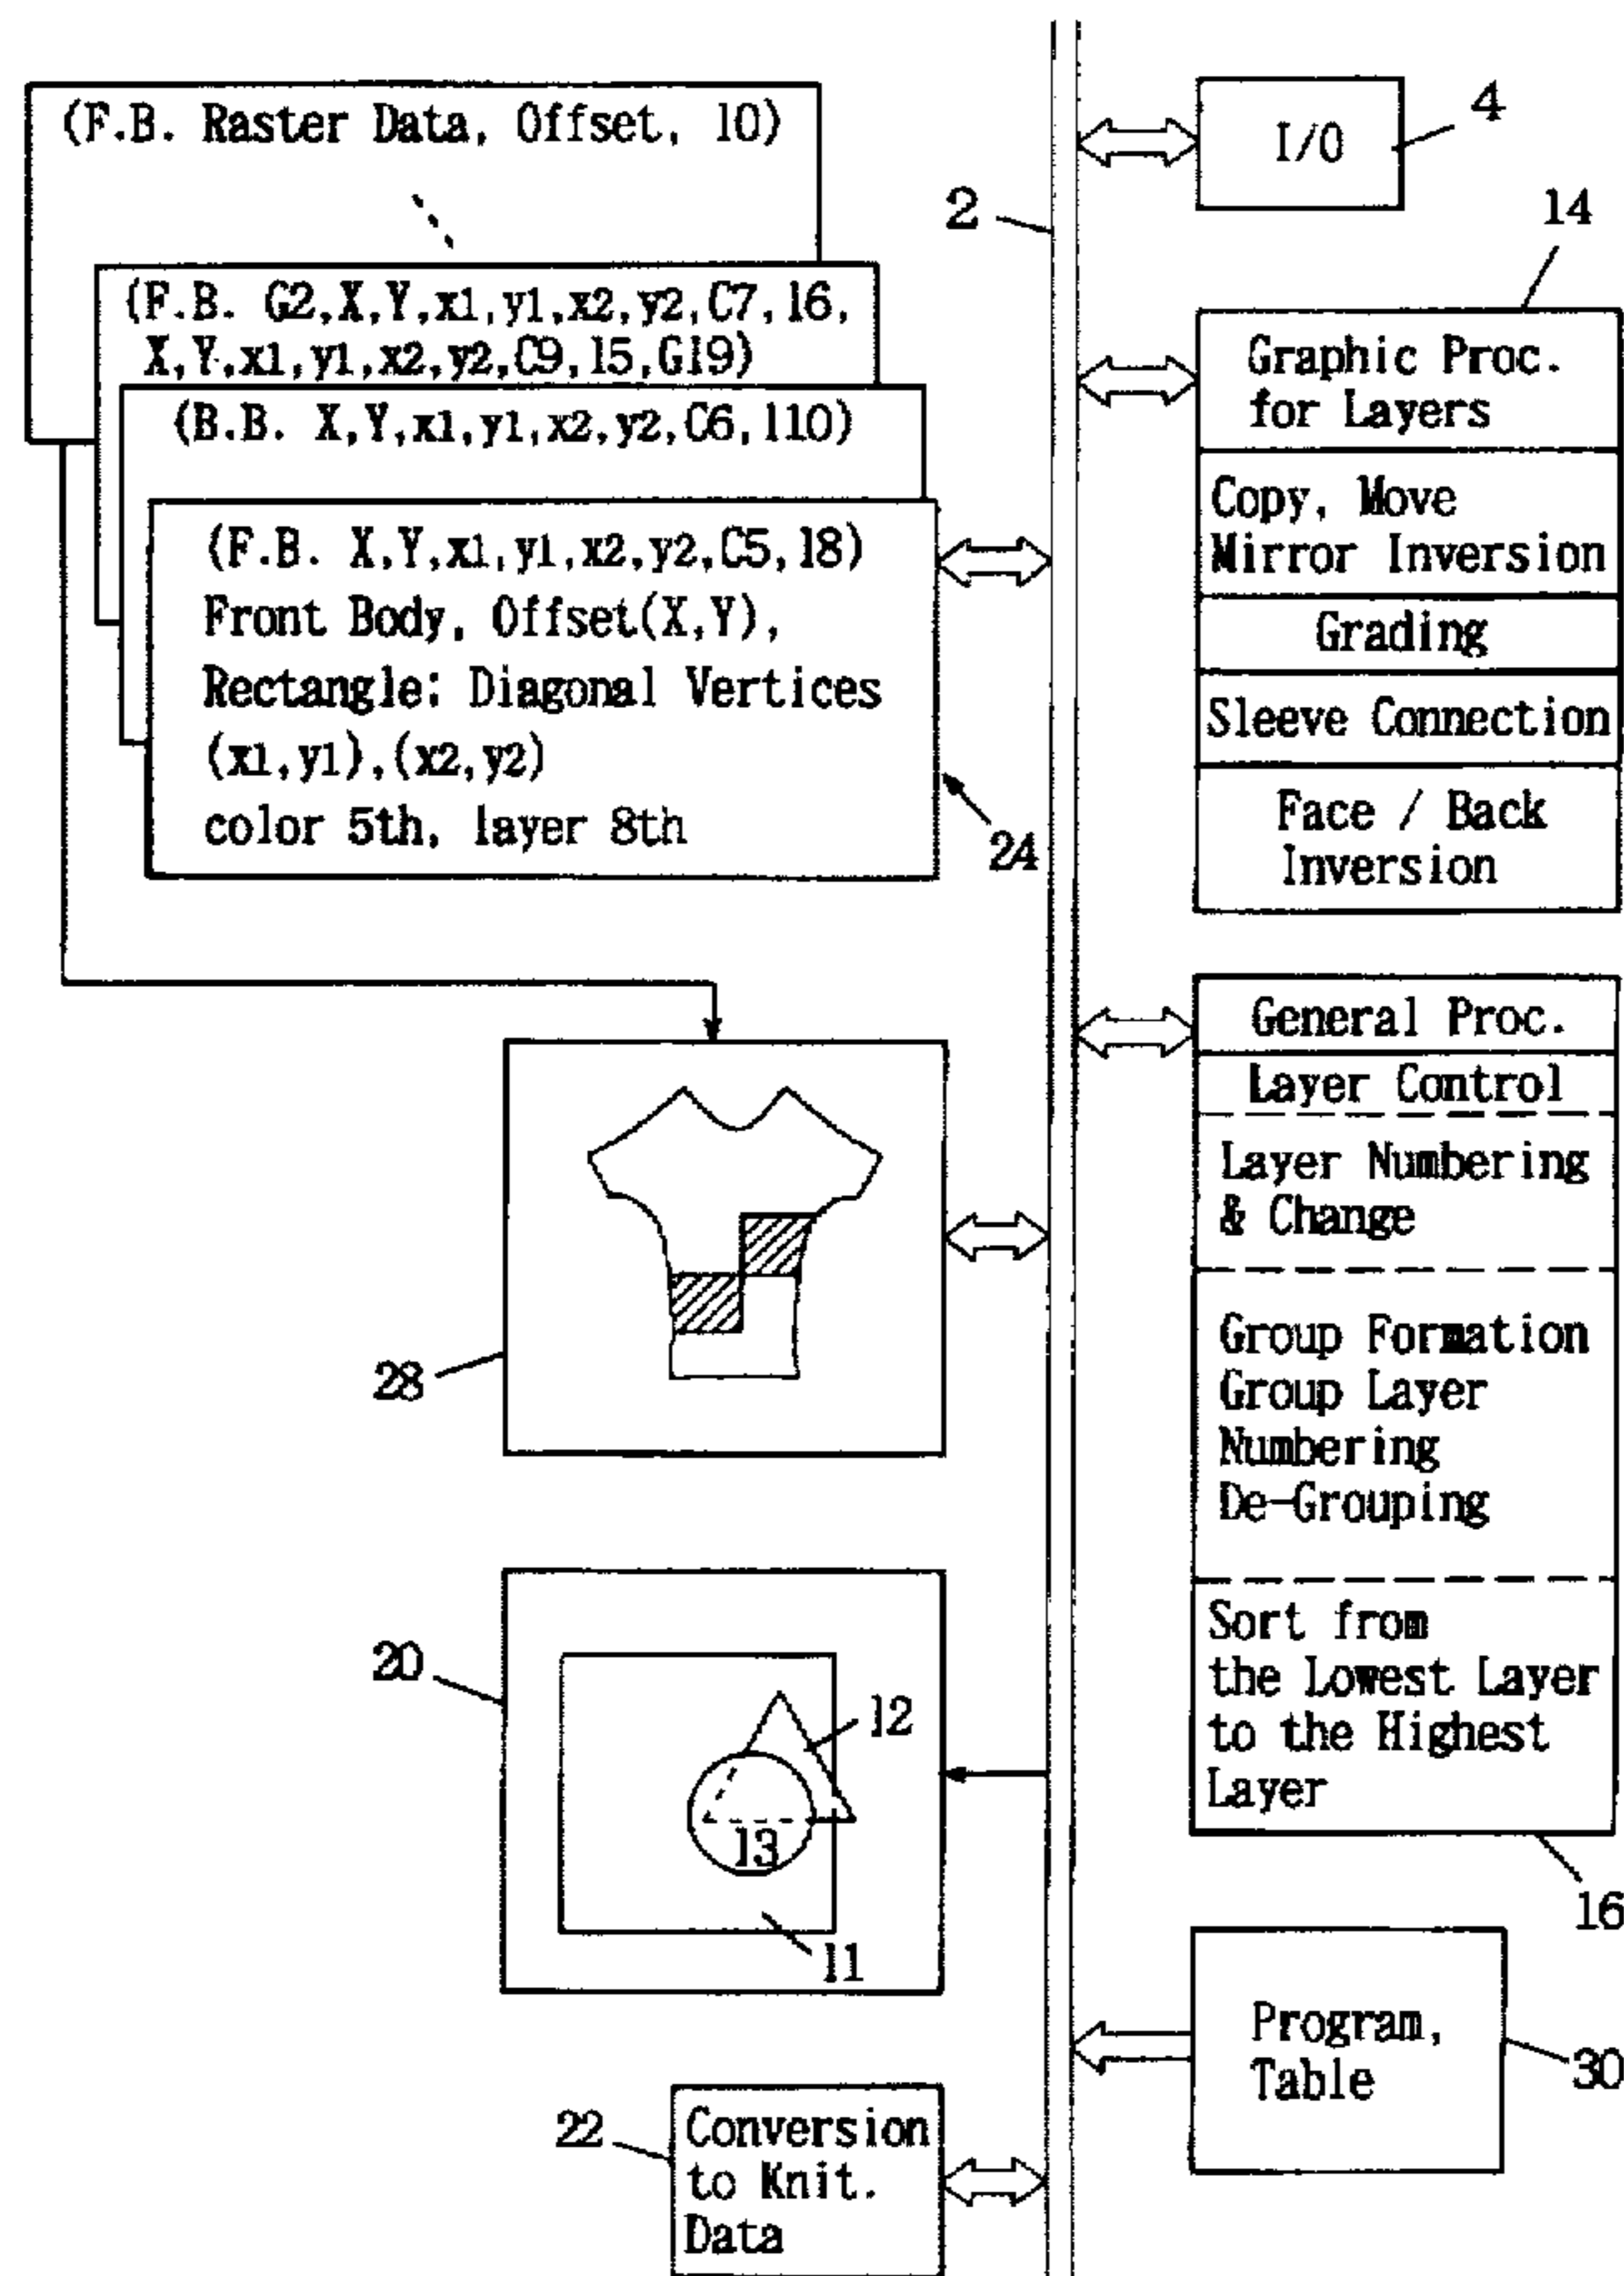 (F.B. Raster Data, Offset, l0)
(F.B. G2,X,Y,x1,y1,x2,y2,C7,l6,
X,Y,x1,y1,x2,y2,C9,l5,G19)
(B.B. X,Y,x1,y1,x2,y2,C6,l10)
(F.B. X,Y,x1,y1,x2,y2,C5,l8)
Front Body, Offset(X,Y),
Rectangle: Diagonal Vertices
(x1,y1),(x2,y2)
color 5th, layer 8th
24
2
I/O
4
14
Graphic Proc.
for Layers
Copy, Move
Mirror Inversion
Grading
Sleeve Connection
Face / Back
Inversion
28
General Proc.
Layer Control
Layer Numbering
& Change
Group Formation
Group Layer
Numbering
De-Grouping
Sort from
the Lowest Layer
to the Highest
Layer
16
20
l2
l3
l1
Program,
Table
30
22
Conversion
to Knit.
Data